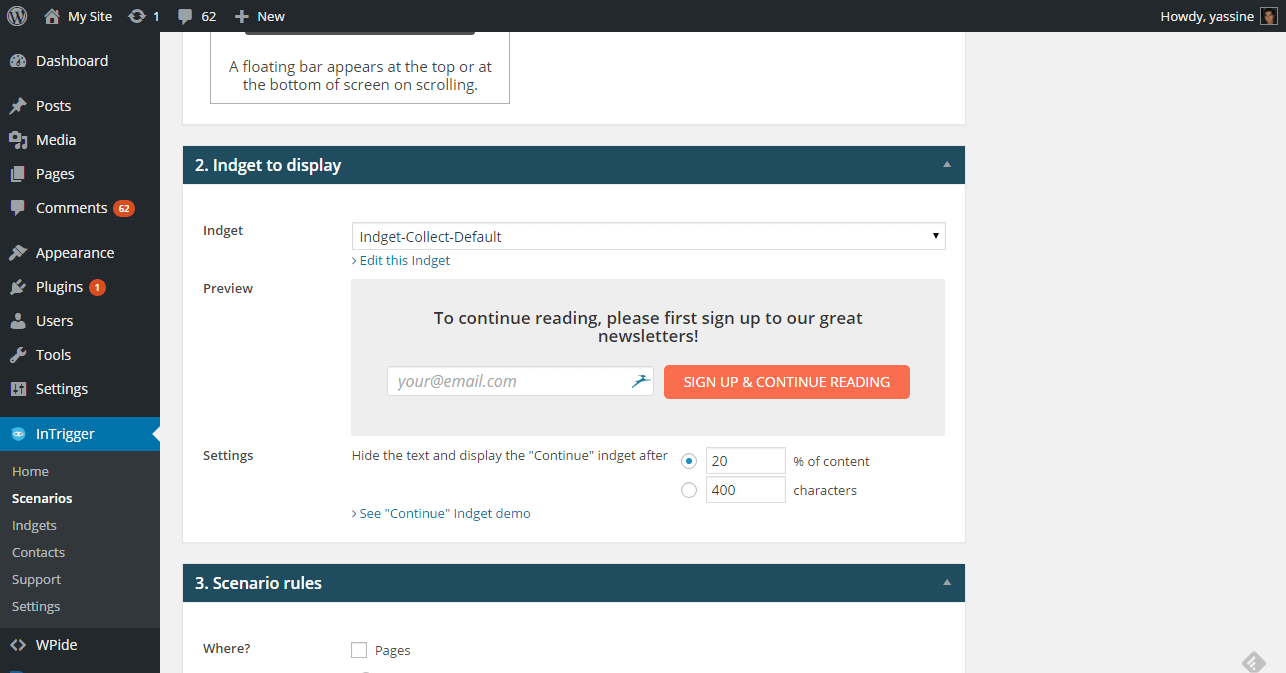 My Site 1 62 New Howdy, yassine
Dashboard
Posts
Media
Pages
Comments 62
Appearance
Plugins 1
Users
Tools
Settings
InTrigger
Home
Scenarios
Indgets
Contacts
Support
Settings
WPide
A floating bar appears at the top or at
the bottom of screen on scrolling.
2. Indget to display
Indget Indget-Collect-Default
› Edit this Indget
Preview
To continue reading, please first sign up to our great
newsletters!
your@email.com SIGN UP & CONTINUE READING
Settings Hide the text and display the "Continue" indget after 20 % of content
400 characters
› See "Continue" Indget demo
3. Scenario rules
Where? Pages